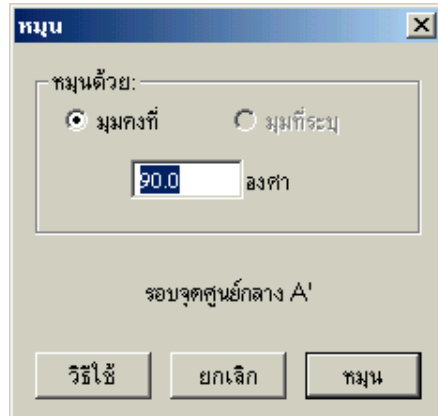 หมุน
หมุนด้วย:
มุมคงที่ มุมที่ระบุ
90.0 องศา
รอบจุดศูนย์กลาง A'
วิธีใช้ ยกเลิก หมุน